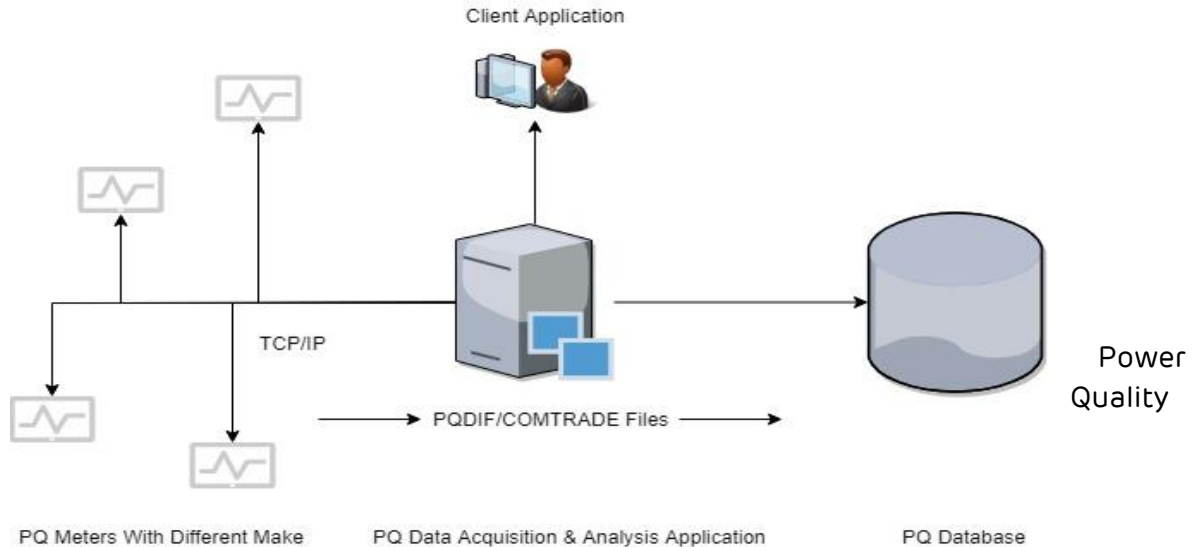 Client Application
TCP/IP
Power
Quality
PQDIF/COMTRADE Files
PQ Meters With Different Make
PQ Data Acquisition & Analysis Application
PQ Database